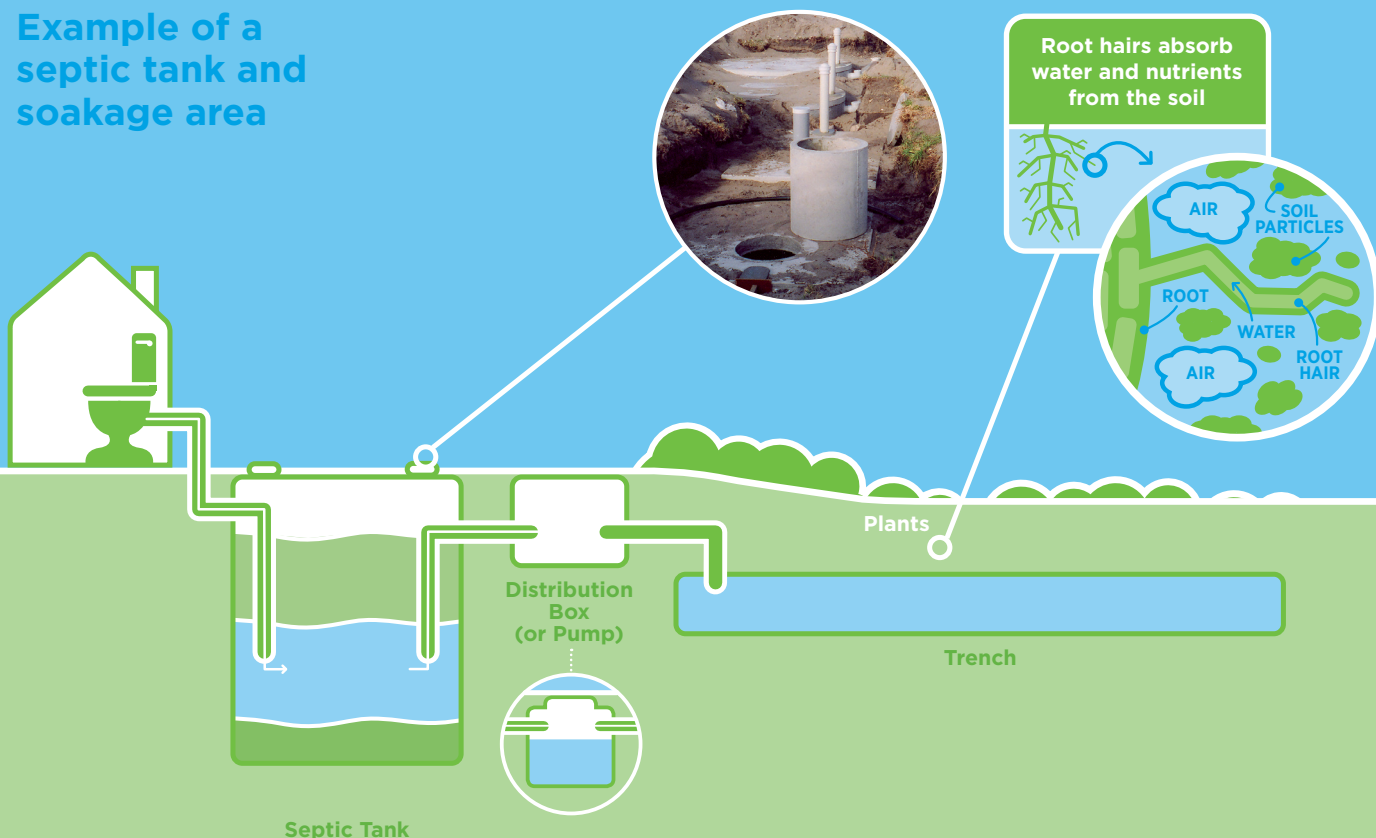 Example of a
septic tank and
soakage area
Root hairs absorb
water and nutrients
from the soil
AIR
SOIL
PARTICLES
ROOT
WATER
ROOT
HAIR
AIR
Plants
Distribution
Box
(or Pump)
Trench
Septic Tank